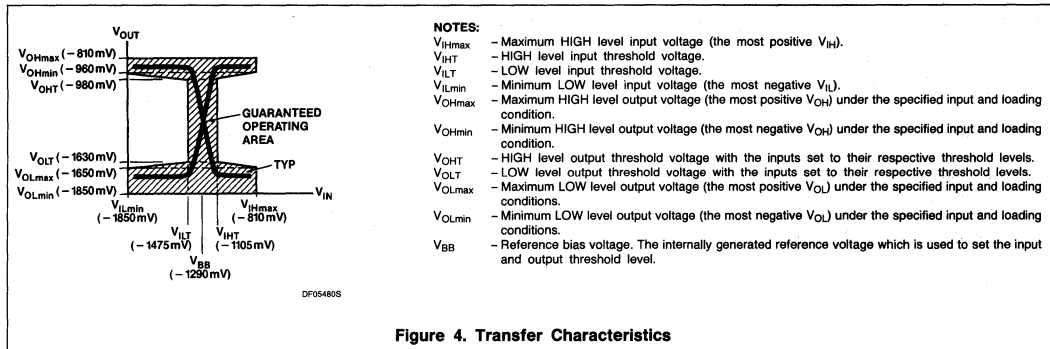 VOUT
VOHmax (−810mV)
VOHmin (−960mV)
VOHT (−980mV)
GUARANTEED
OPERATING
AREA
VOLT (−1630mV)
TYP
VOLmax (−1650mV)
VOLmin (−1850mV)
VIN
VILmin
(−1850mV)
VIHmax
(−810mV)
VILT
(−1475mV)
VIHT
(−1105mV)
VBB
(−1290mV)
DF05480S
NOTES:
VIHmax – Maximum HIGH level input voltage (the most positive VIH).
VIHT – HIGH level input threshold voltage.
VILT – LOW level input threshold voltage.
VILmin – Minimum LOW level input voltage (the most negative VIL).
VOHmax – Maximum HIGH level output voltage (the most positive VOH) under the specified input and loading
condition.
VOHmin – Minimum HIGH level output voltage (the most negative VOH) under the specified input and loading
condition.
VOHT – HIGH level output threshold voltage with the inputs set to their respective threshold levels.
VOLT – LOW level output threshold voltage with the inputs set to their respective threshold levels.
VOLmax – Maximum LOW level output voltage (the most positive VOL) under the specified input and loading
conditions.
VOLmin – Minimum LOW level output voltage (the most negative VOL) under the specified input and loading
conditions.
VBB – Reference bias voltage. The internally generated reference voltage which is used to set the input
and output threshold level.
Figure 4. Transfer Characteristics